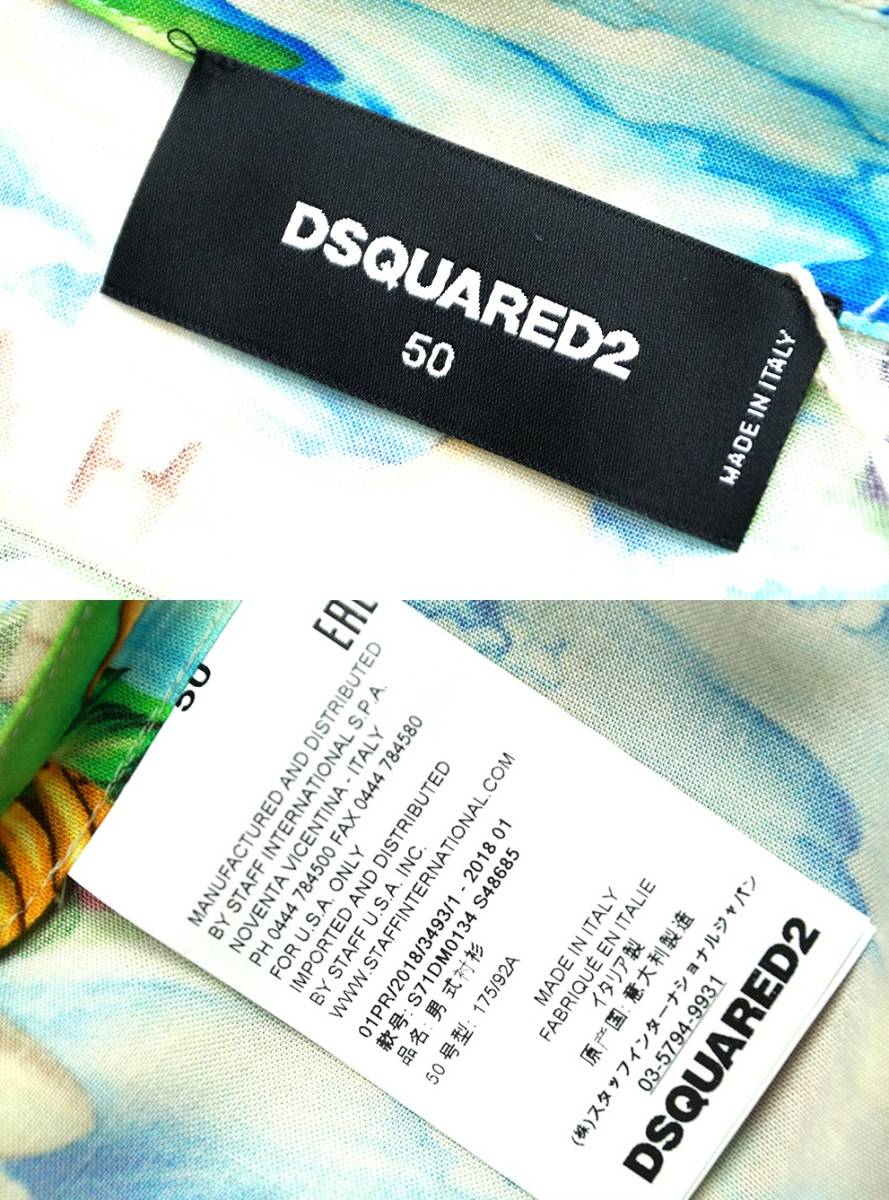 DSQUARED2
50
MADE IN ITALY
50
EAC
MANUFACTURED AND DISTRIBUTED
BY STAFF INTERNATIONAL S.P.A.
NOVENTA VICENTINA - ITALY
PH 0444 784500 FAX 0444 784580
FOR U.S.A. ONLY
IMPORTED AND DISTRIBUTED
BY STAFF U.S.A. INC.
WWW.STAFFINTERNATIONAL.COM
01PR/2018/3493/1 - 2018 01
款号: S71DM0134 S48685
品名: 男式衬衫
50 号型: 175/92A
MADE IN ITALY
FABRIQUÉ EN ITALIE
イタリア製
原产国: 意大利製造
(株)スタッフインターナショナルジャパン
03-5794-9931
DSQUARED2